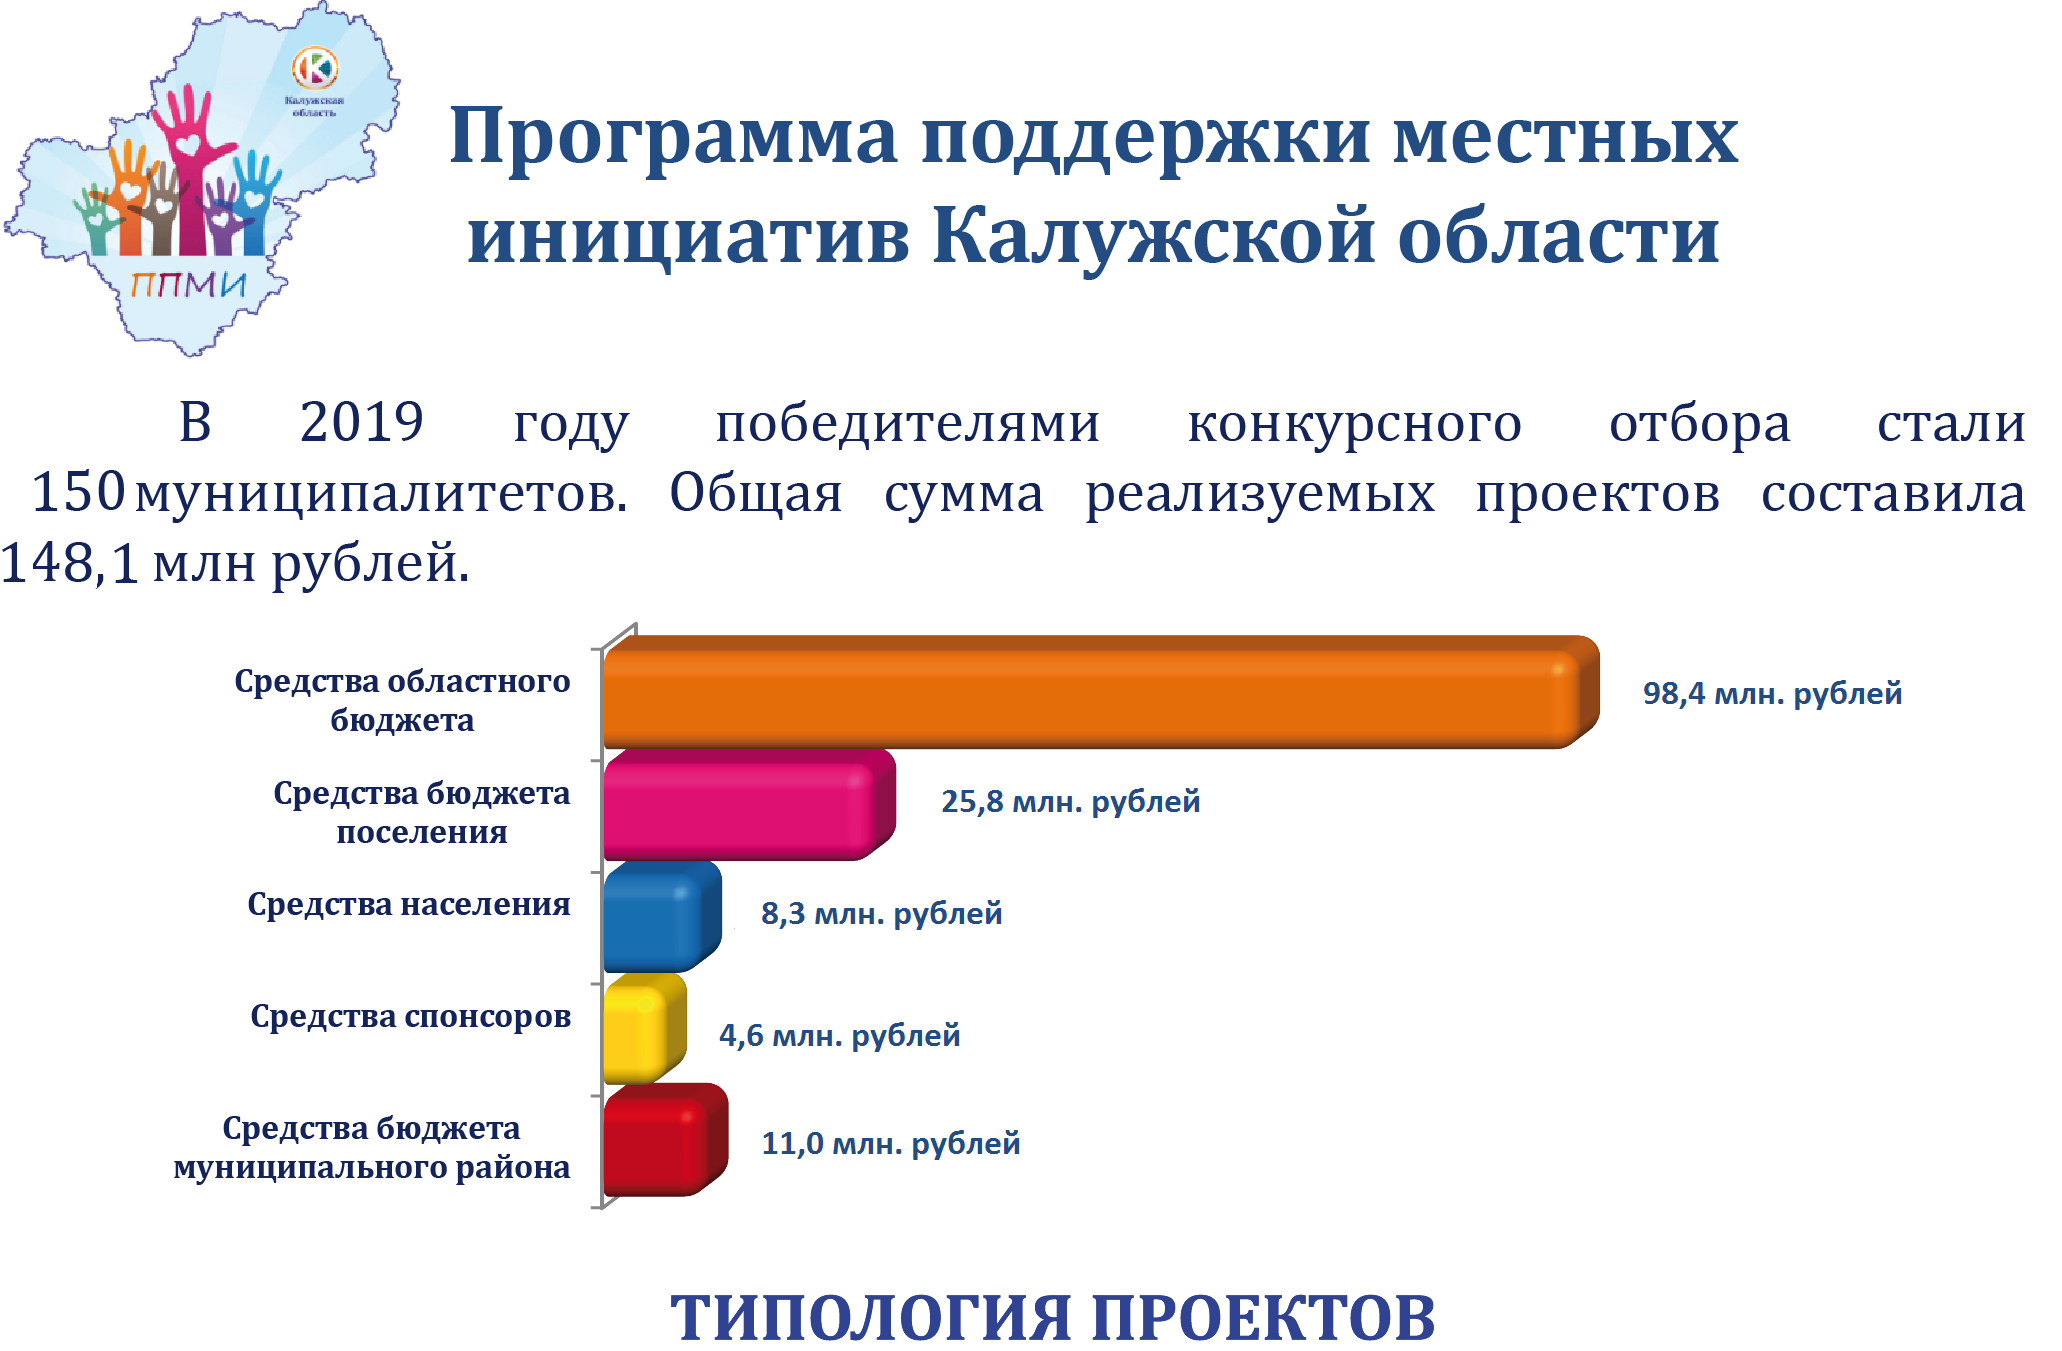 Калужская
область
ППМИ
Программа поддержки местных
инициатив Калужской области
В 2019 году победителями конкурсного отбора стали
150 муниципалитетов. Общая сумма реализуемых проектов составила
148,1 млн рублей.
Средства областного
бюджета
98,4 млн. рублей
Средства бюджета
поселения
25,8 млн. рублей
Средства населения
8,3 млн. рублей
Средства спонсоров
4,6 млн. рублей
Средства бюджета
муниципального района
11,0 млн. рублей
ТИПОЛОГИЯ ПРОЕКТОВ